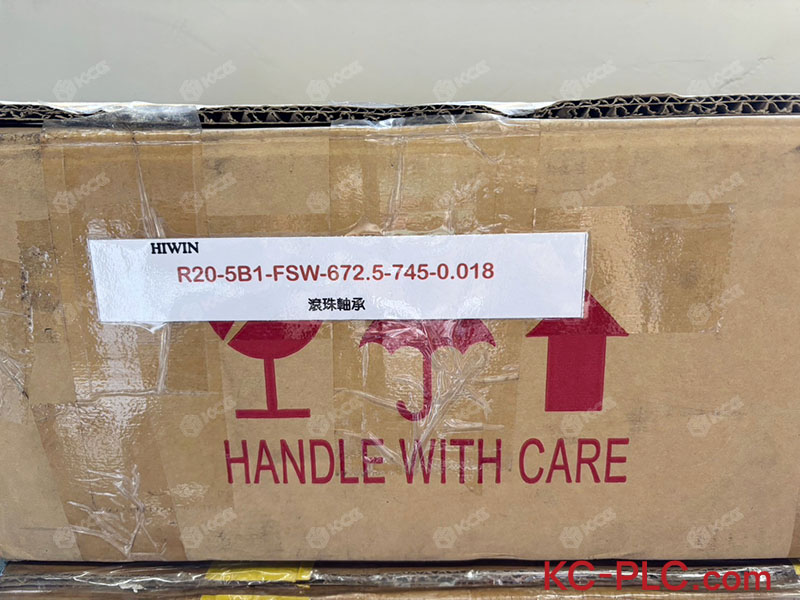 HIWIN
R20-5B1-FSW-672.5-745-0.018
滾珠軸承
HANDLE WITH CARE
KC-PLC.com